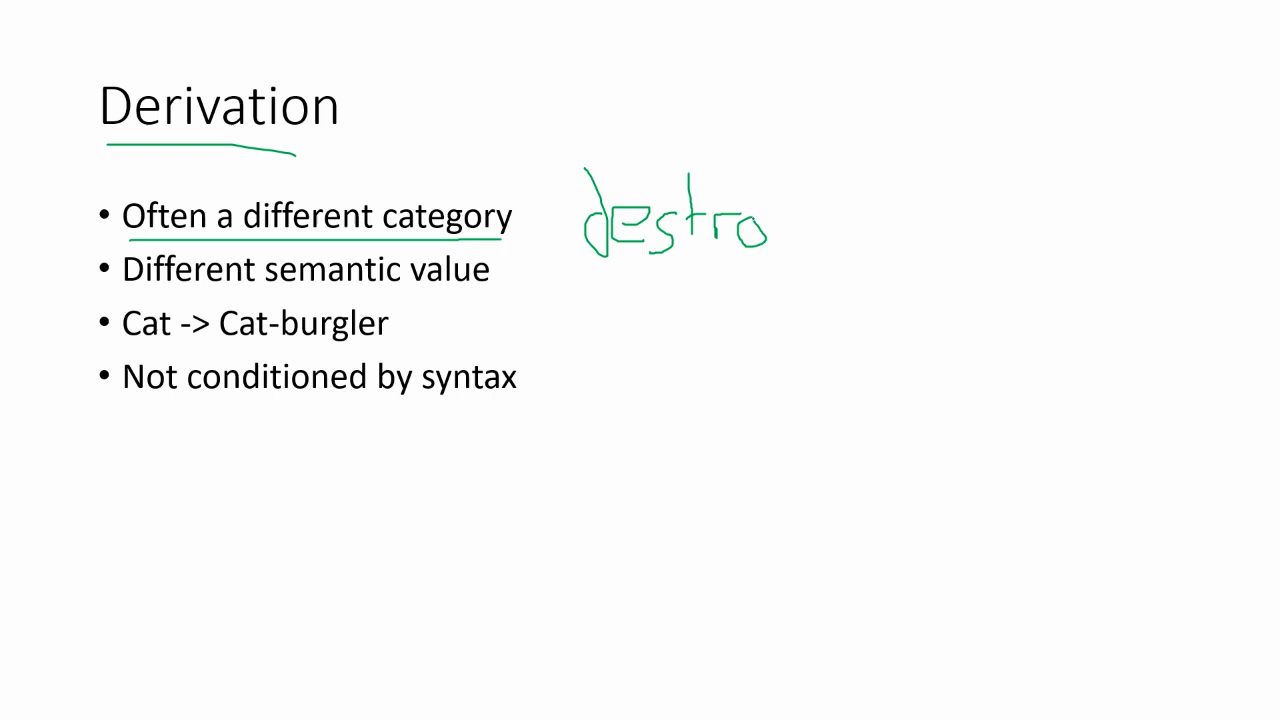 Derivation
• Often a different category
destro
• Different semantic value
• Cat -> Cat-burgler
• Not conditioned by syntax